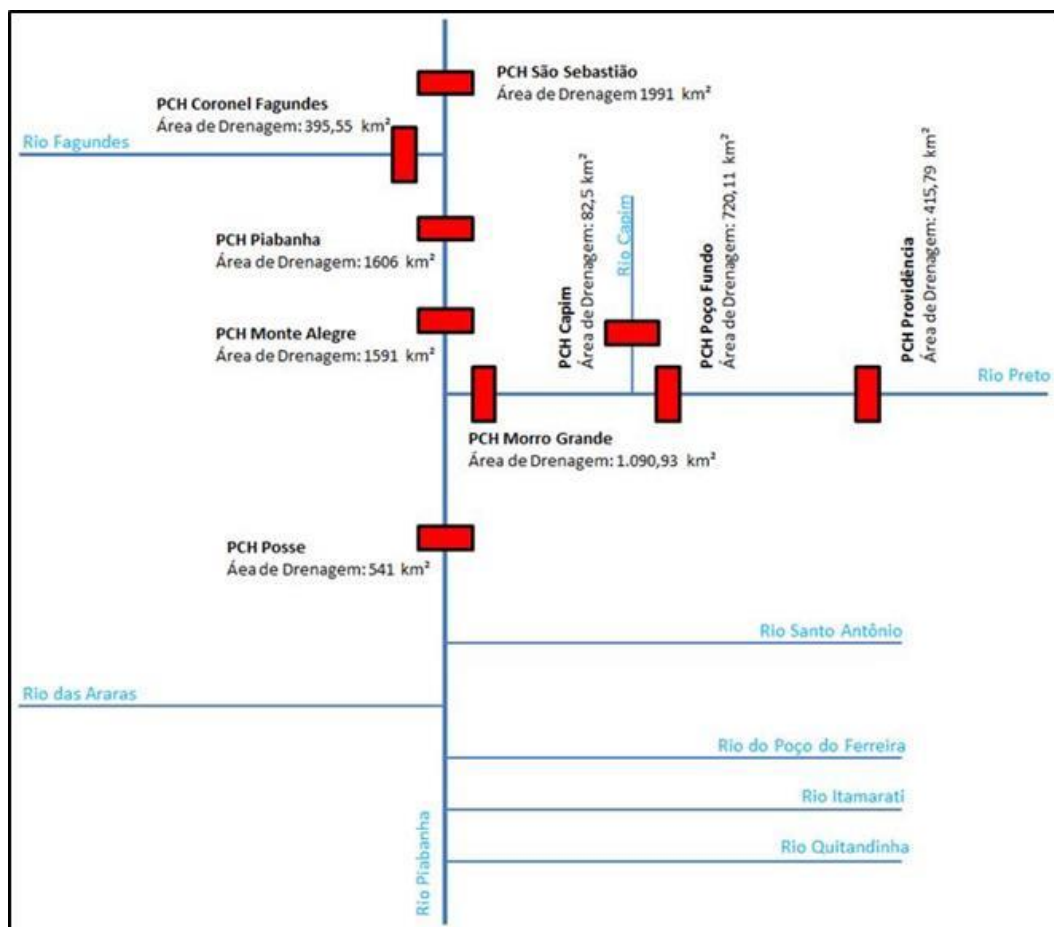 PCH São Sebastião
Área de Drenagem 1991 km²
PCH Coronel Fagundes
Área de Drenagem: 395,55 km²
Rio Fagundes
PCH Piabanha
Área de Drenagem: 1606 km²
PCH Monte Alegre
Área de Drenagem: 1591 km²
PCH Capim
Área de Drenagem: 82,5 km²
Rio Capim
PCH Poço Fundo
Área de Drenagem: 720,11 km²
PCH Providência
Área de Drenagem: 415,79 km²
Rio Preto
PCH Morro Grande
Área de Drenagem: 1.090,93 km²
PCH Posse
Áea de Drenagem: 541 km²
Rio Santo Antônio
Rio das Araras
Rio do Poço do Ferreira
Rio Itamarati
Rio Quitandinha
Rio Piabanha